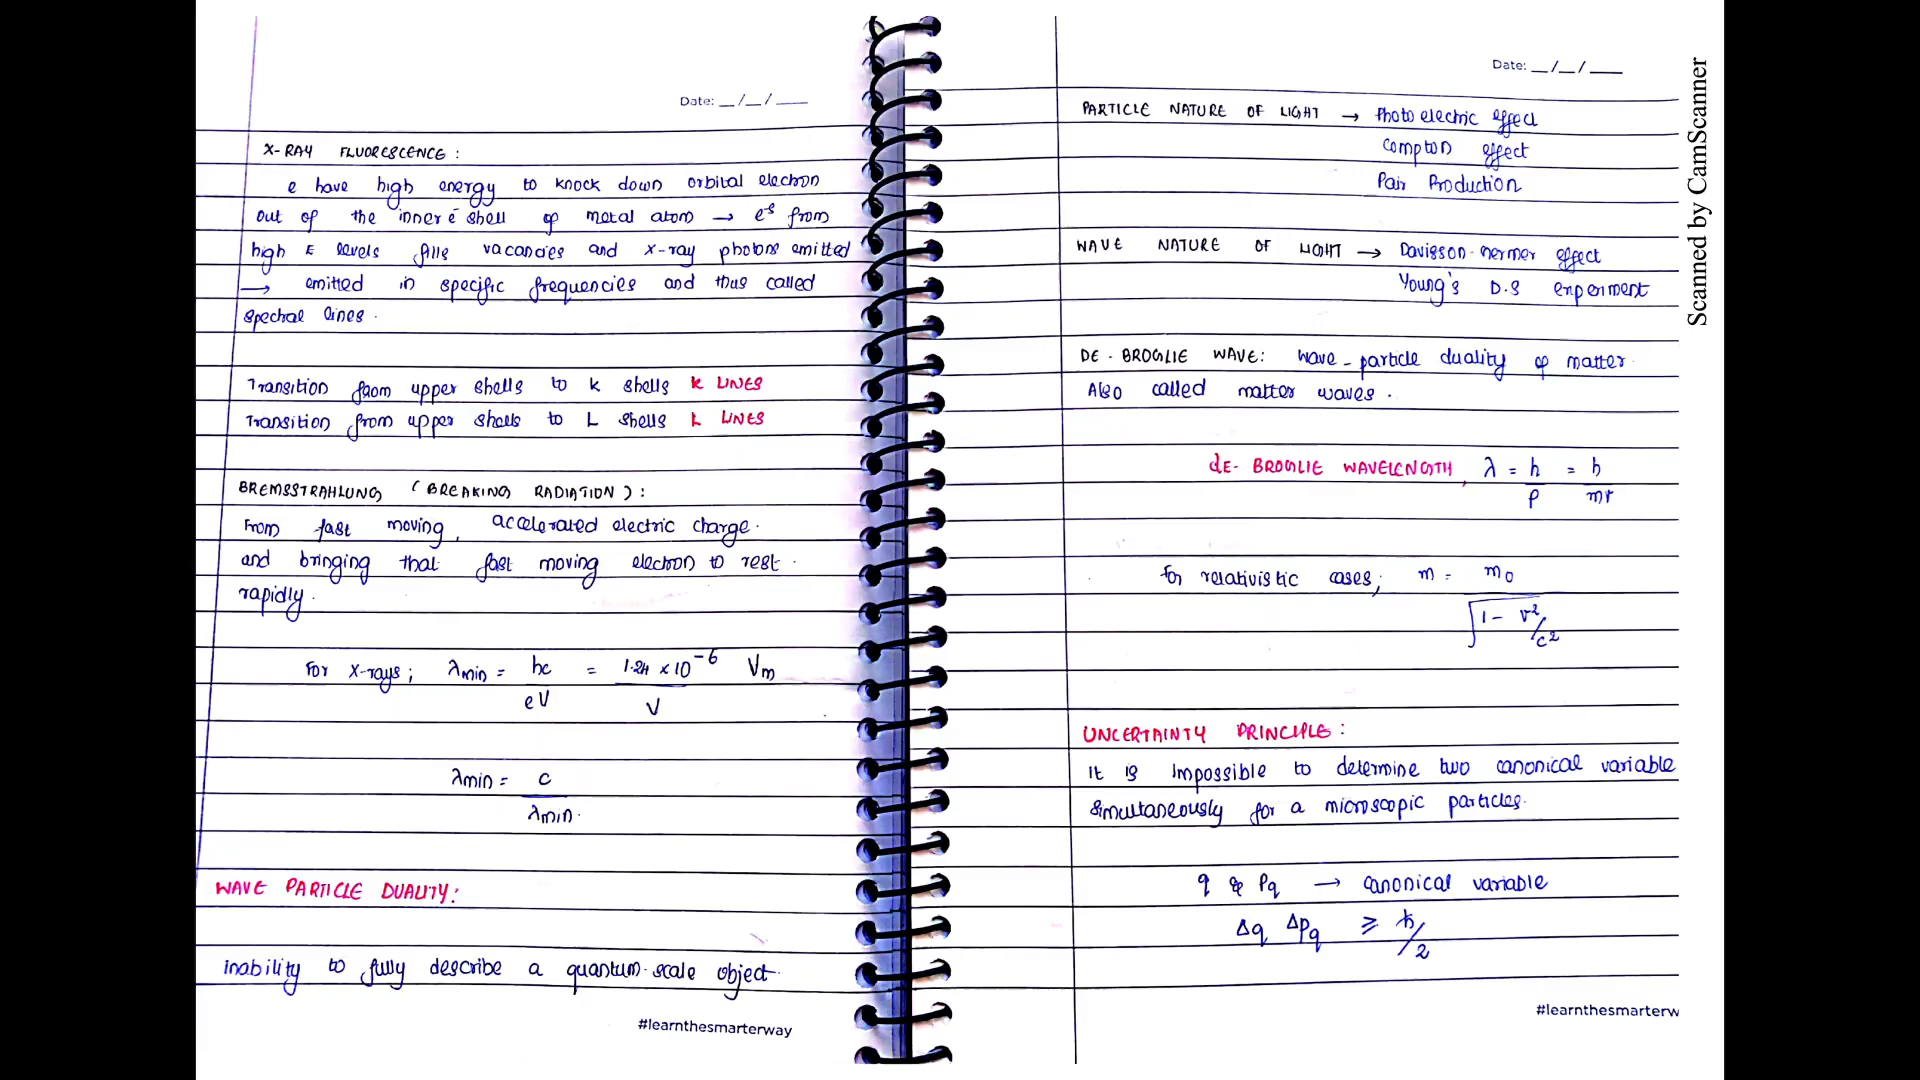 Date: __/__/____
X-RAY FLUORESCENCE :
e have high energy to knock down orbital electron
out of the inner e⁻ shell of metal atom → eˢ from
high E levels fills vacancies and x-ray photons emitted
→ emitted in specific frequencies and thus called
spectral lines.
Transition from upper shells to K shells K LINES
Transition from upper shells to L shells L LINES
BREMSSTRAHLUNG (BREAKING RADIATION) :
From fast moving, accelerated electric charge.
and bringing that fast moving electron to rest.
rapidly.
For X-rays; λmin = hc/eV = 1.24 × 10⁻⁶/V Vm
λmin = c/λmin.
WAVE PARTICLE DUALITY:
inability to fully describe a quantum-scale object.
#learnthesmarterway
Date: __/__/____
PARTICLE NATURE OF LIGHT → Photo electric effect
Compton effect
Pair Production
WAVE NATURE OF LIGHT → Davisson-nermer effect
Young's D.S experiment
DE-BROGLIE WAVE: Wave-particle duality of matter.
Also called matter waves.
dE-BROGLIE WAVELENGTH, λ = h/p = h/mv
For relativistic cases; m = m₀/√1 - v²/c²
UNCERTAINTY PRINCIPLE:
It is impossible to determine two canonical variable
simultaneously for a microscopic particles.
q & Pq → canonical variable
Δq ΔPq ≥ ħ/2
#learnthesmarterw
Scanned by CamScanner